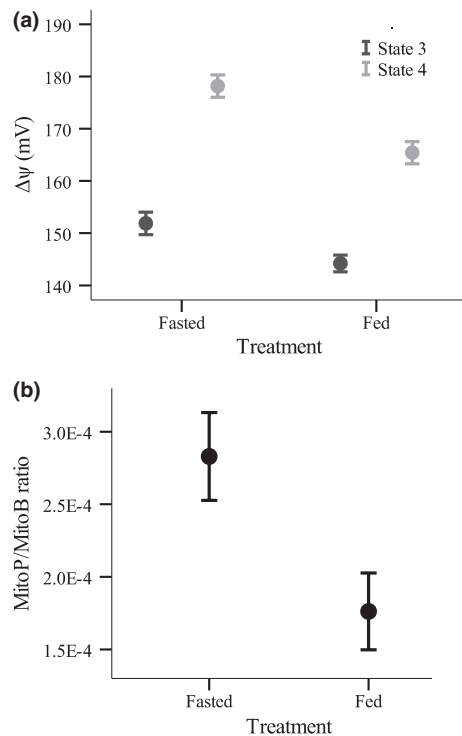 (a)
Δψ (mV)
190
180
170
160
150
140
State 3
State 4
Fasted
Fed
Treatment
(b)
MitoP/MitoB ratio
3.0E-4
2.5E-4
2.0E-4
1.5E-4
Fasted
Fed
Treatment